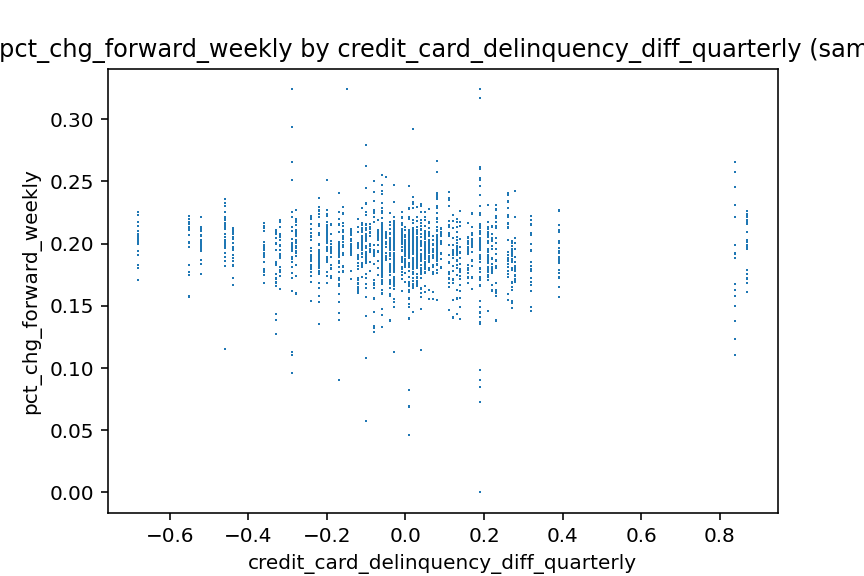 pct_chg_forward_weekly by credit_card_delinquency_diff_quarterly (sam
0.30
0.25
0.20
0.15
0.10
0.05
0.00
pct_chg_forward_weekly
−0.6 −0.4 −0.2 0.0 0.2 0.4 0.6 0.8
credit_card_delinquency_diff_quarterly